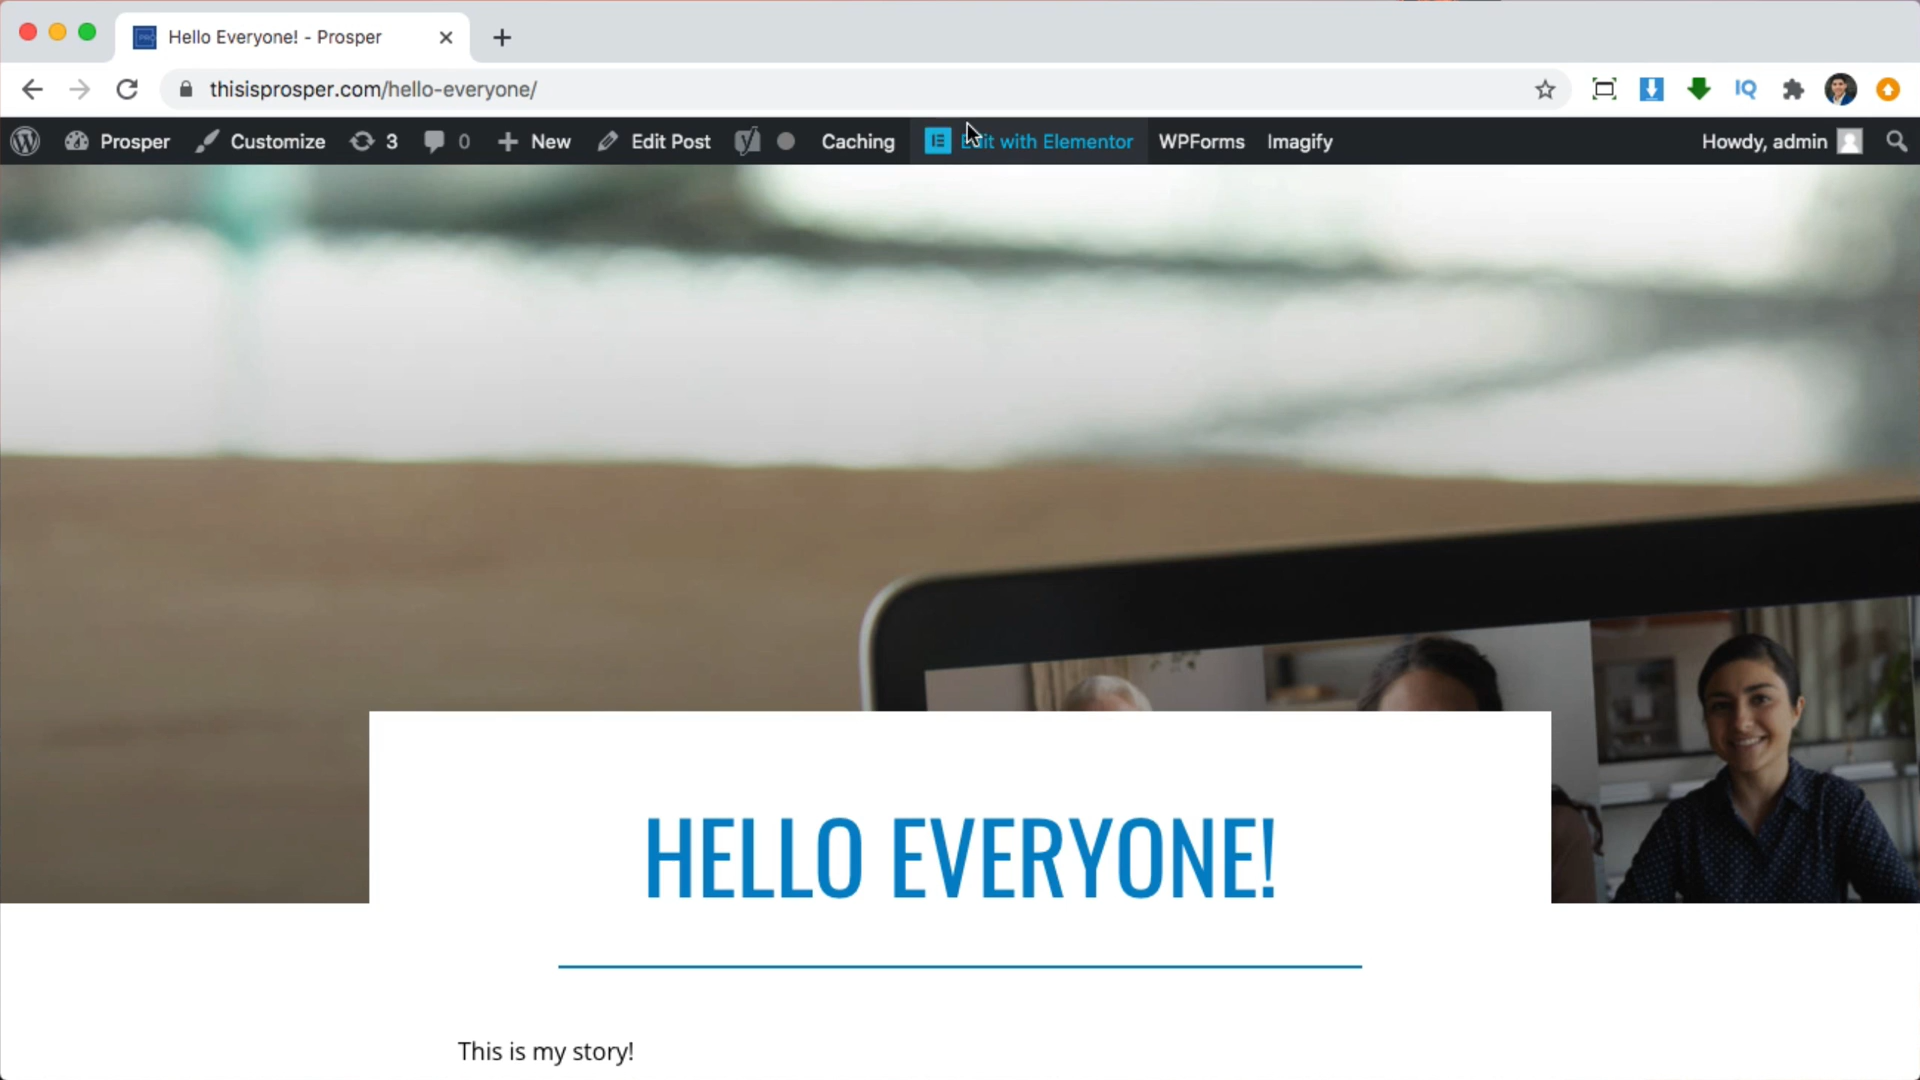 Hello Everyone! - Prosper
thisisprosper.com/hello-everyone/
IQ
Prosper Customize 3 0 New Edit Post Caching Edit with Elementor WPForms Imagify Howdy, admin
HELLO EVERYONE!
This is my story!